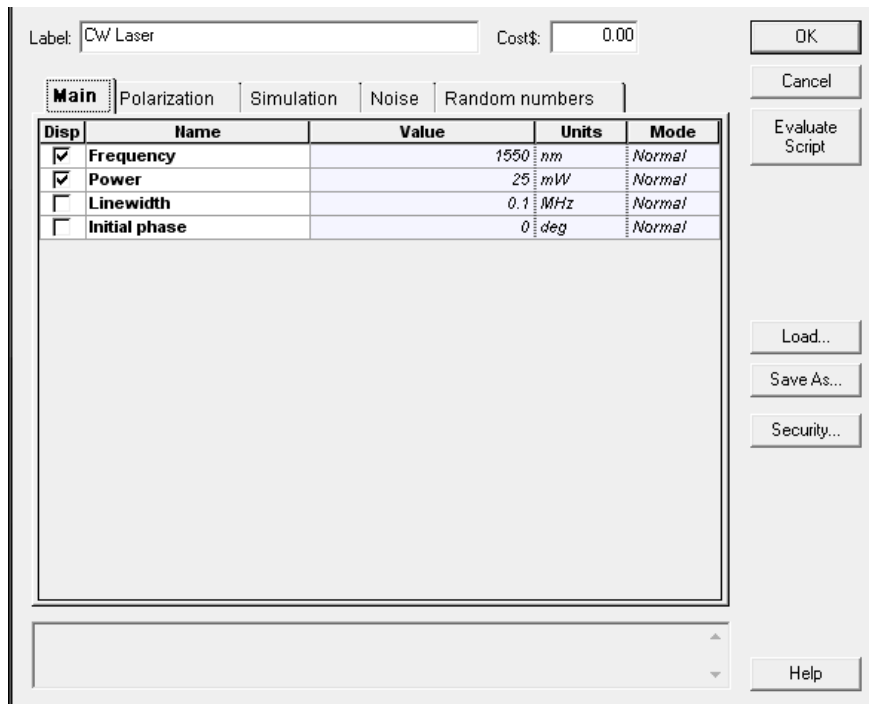 Label: CW Laser Cost$: 0.00 OK
Cancel
Main Polarization Simulation Noise Random numbers
Evaluate Script
Disp Name Value Units Mode
Frequency 1550 nm Normal
Power 25 mW Normal
Linewidth 0.1 MHz Normal
Initial phase 0 deg Normal
Load...
Save As...
Security...
Help